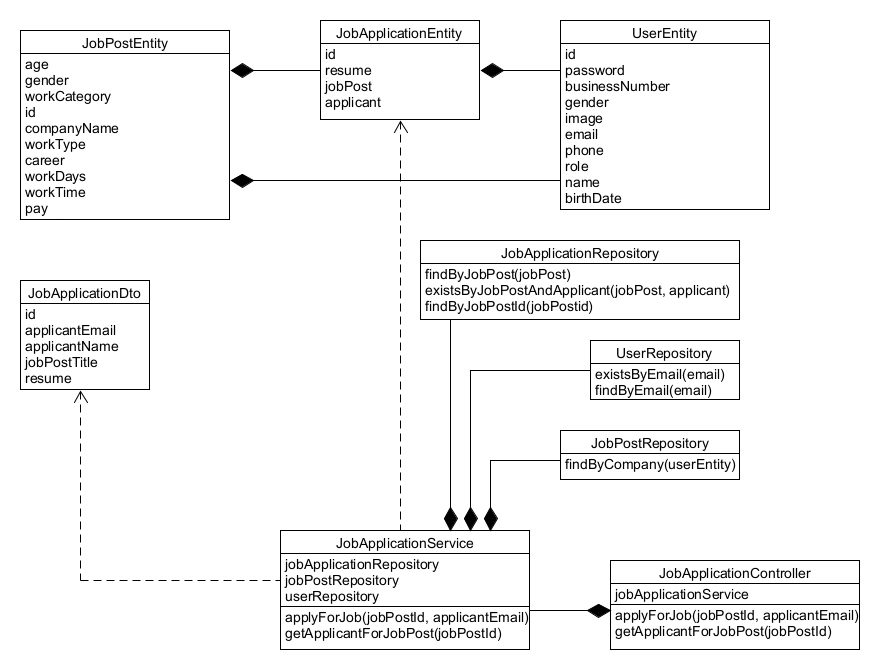 JobPostEntity
age
gender
workCategory
id
companyName
workType
career
workDays
workTime
pay
JobApplicationEntity
id
resume
jobPost
applicant
UserEntity
id
password
businessNumber
gender
image
email
phone
role
name
birthDate
JobApplicationRepository
findByJobPost(jobPost)
existsByJobPostAndApplicant(jobPost, applicant)
findByJobPostId(jobPostid)
JobApplicationDto
id
applicantEmail
applicantName
jobPostTitle
resume
UserRepository
existsByEmail(email)
findByEmail(email)
JobPostRepository
findByCompany(userEntity)
JobApplicationService
jobApplicationRepository
jobPostRepository
userRepository
applyForJob(jobPostId, applicantEmail)
getApplicantForJobPost(jobPostId)
JobApplicationController
jobApplicationService
applyForJob(jobPostId, applicantEmail)
getApplicantForJobPost(jobPostId)